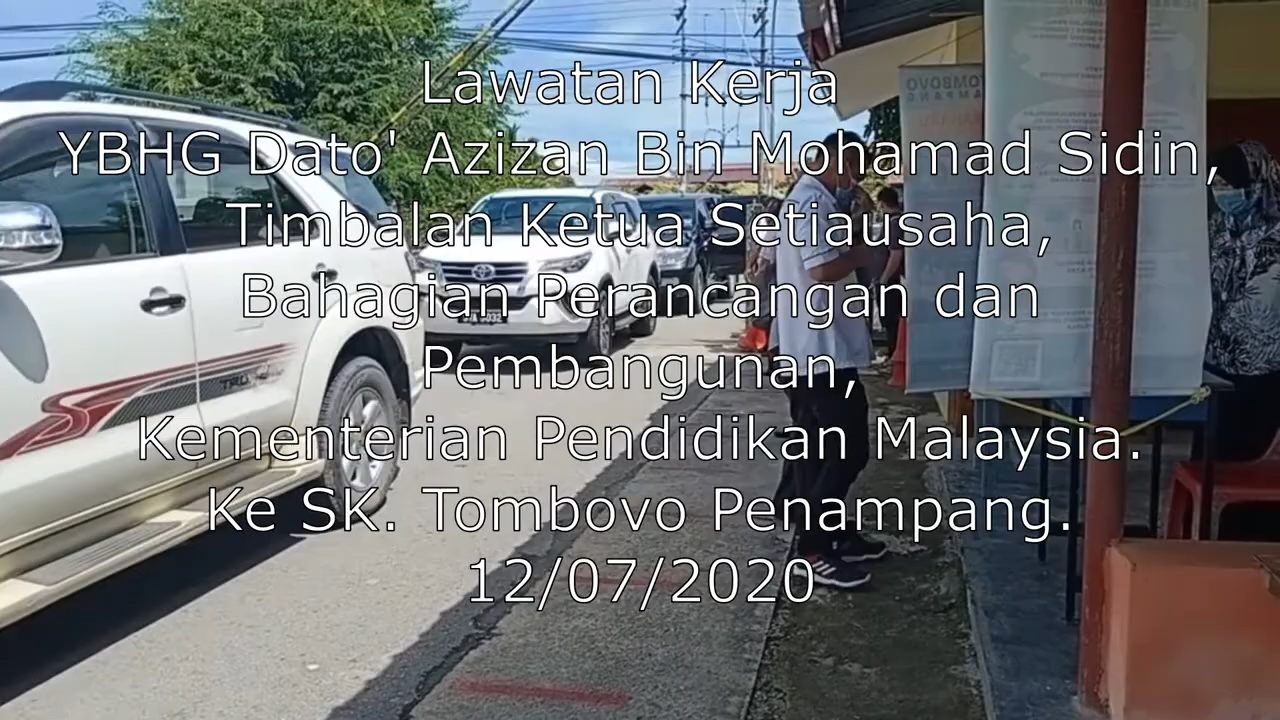 Lawatan Kerja
YBHG Dato' Azizan Bin Mohamad Sidin,
Timbalan Ketua Setiausaha,
Bahagian Perancangan dan
Pembangunan,
Kementerian Pendidikan Malaysia.
Ke SK. Tombovo Penampang.
12/07/2020
TOMBOVO